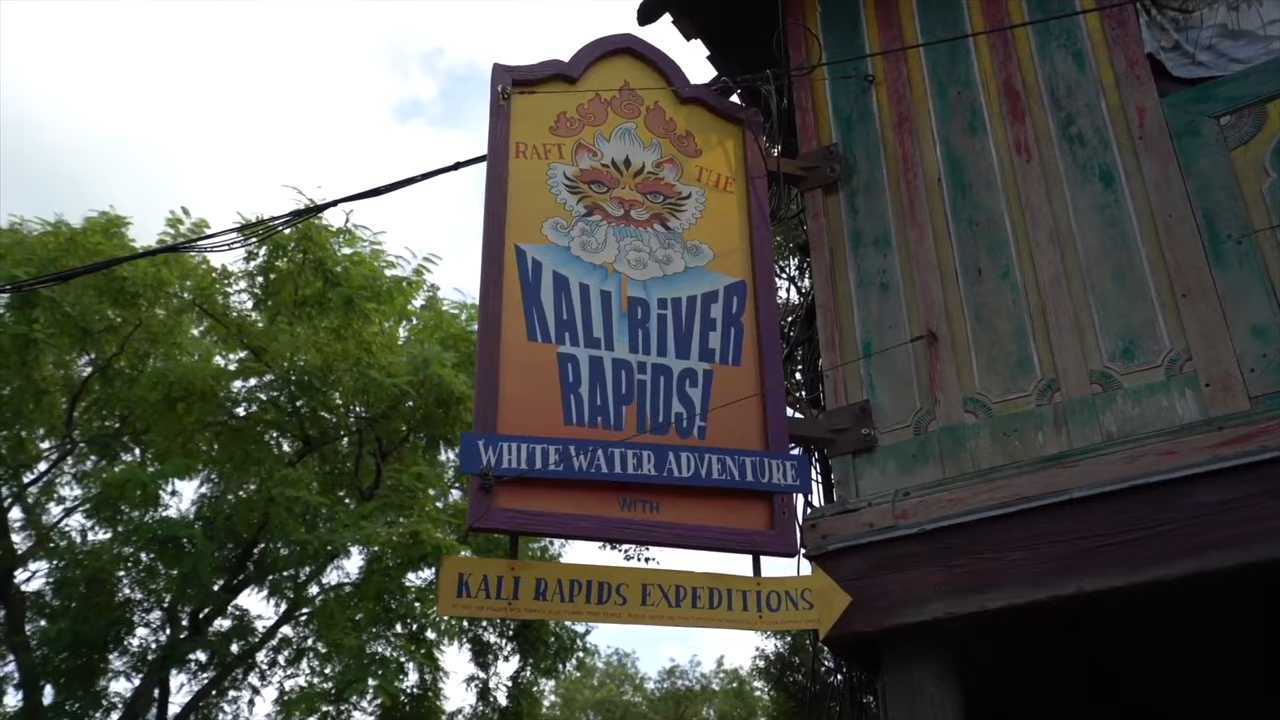 RAFT THE
KALI RIVER
RAPIDS!
WHITE WATER ADVENTURE
WITH
KALI RAPIDS EXPEDITIONS